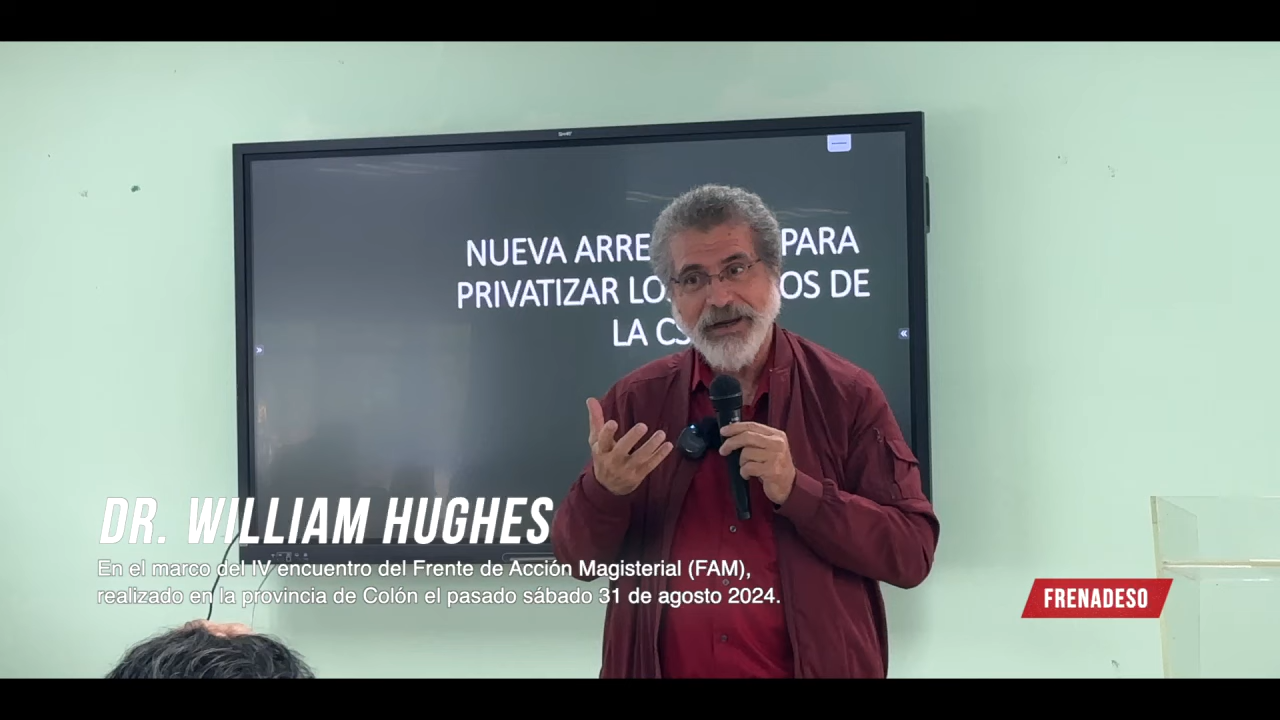 NUEVA ARRE PARA
PRIVATIZAR LOS OS DE
LA CS
DR. WILLIAM HUGHES
En el marco del IV encuentro del Frente de Acción Magisterial (FAM),
realizado en la provincia de Colón el pasado sábado 31 de agosto 2024.
FRENADESO